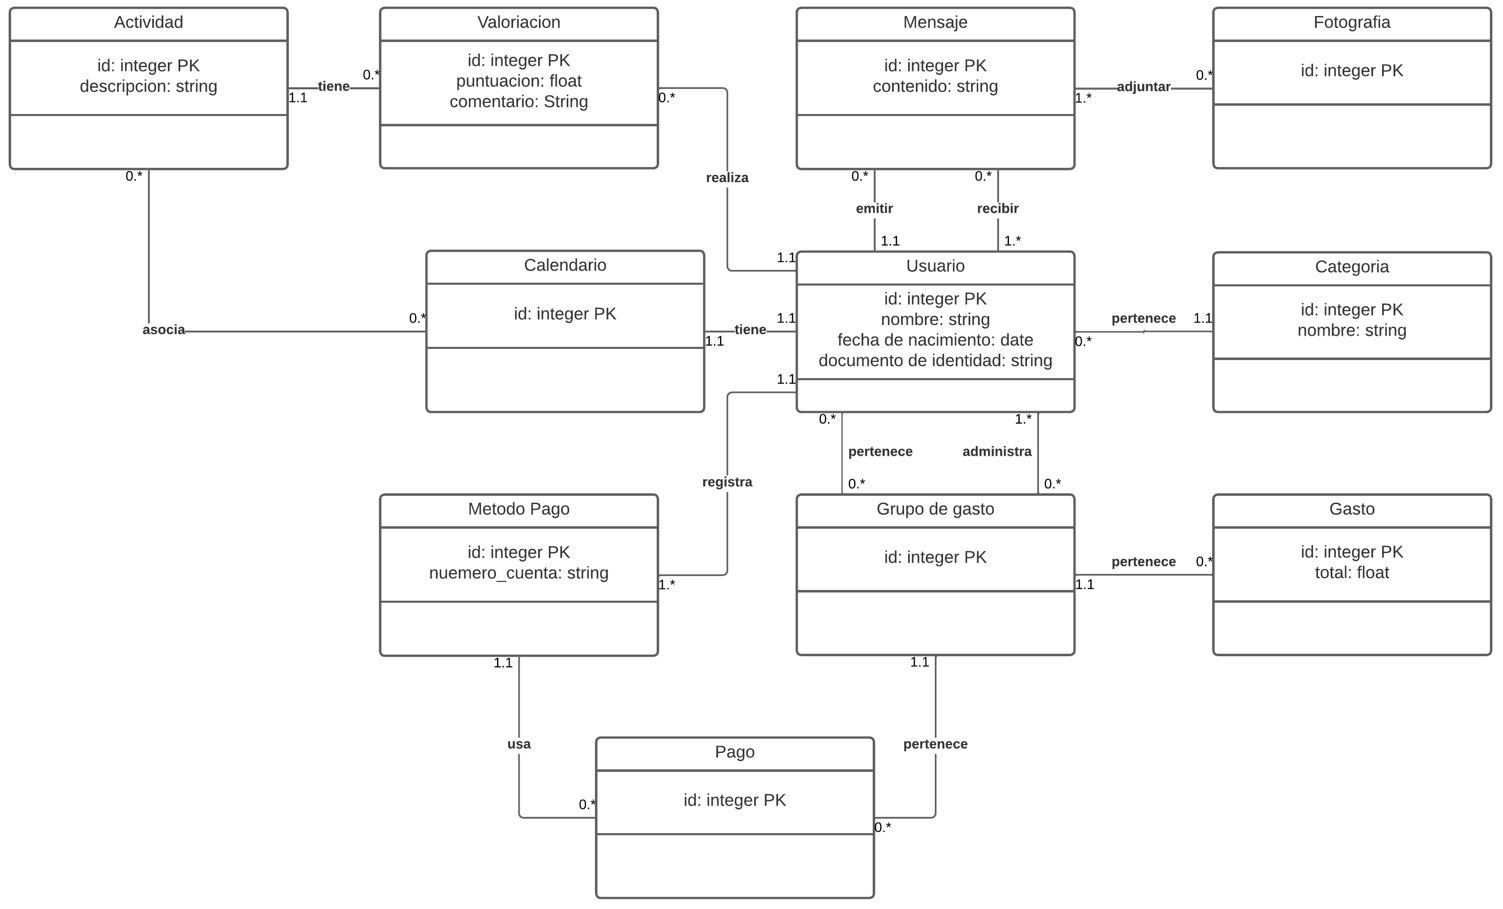 Actividad
id: integer PK
descripcion: string
1.1
tiene
0.*
0.*
Valoriacion
id: integer PK
puntuacion: float
comentario: String
0.*
realiza
1.1
Mensaje
id: integer PK
contenido: string
1.*
adjuntar
0.*
0.*
emitir
1.1
0.*
recibir
1.*
Fotografia
id: integer PK
asocia
0.*
Calendario
id: integer PK
1.1
tiene
1.1
Usuario
id: integer PK
nombre: string
fecha de nacimiento: date
documento de identidad: string
pertenece
0.*
1.1
Categoria
id: integer PK
nombre: string
1.1
registra
1.*
0.*
pertenece
0.*
1.*
administra
0.*
Metodo Pago
id: integer PK
nuemero_cuenta: string
1.1
usa
0.*
Grupo de gasto
id: integer PK
1.1
pertenece
0.*
Gasto
id: integer PK
total: float
1.1
pertenece
0.*
Pago
id: integer PK